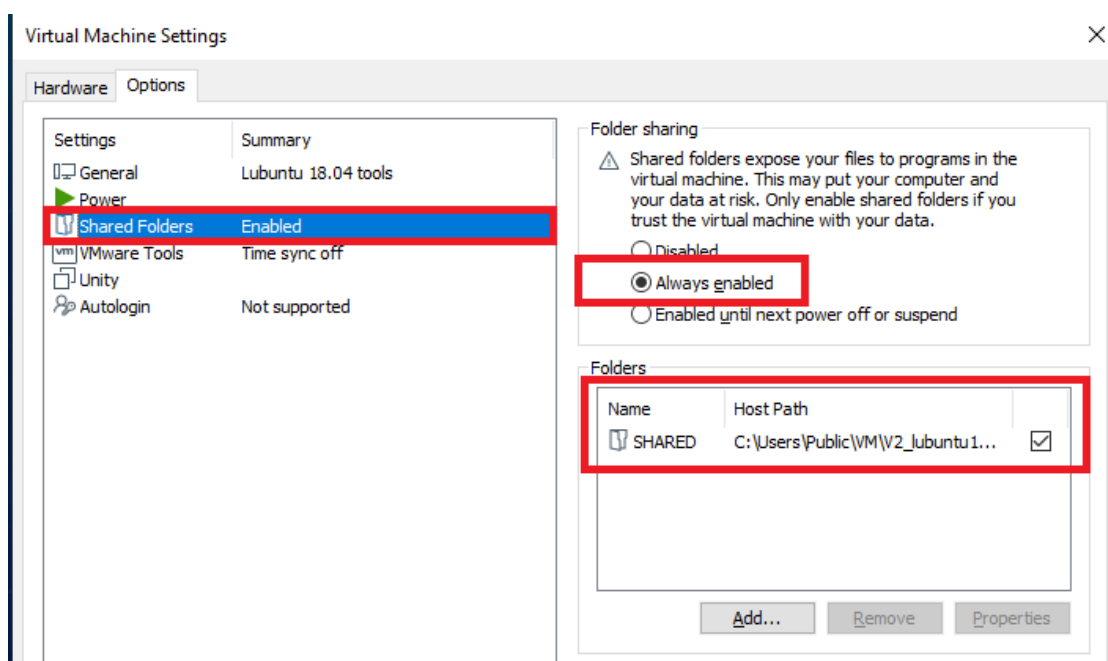 Virtual Machine Settings
Hardware Options
Settings Summary
General Lubuntu 18.04 tools
Power
Shared Folders Enabled
vm VMware Tools Time sync off
Unity
Autologin Not supported
Folder sharing
Shared folders expose your files to programs in the
virtual machine. This may put your computer and
your data at risk. Only enable shared folders if you
trust the virtual machine with your data.
Disabled
Always enabled
Enabled until next power off or suspend
Folders
Name Host Path
SHARED C:\Users\Public\VM\V2_lubuntu1...
Add... Remove Properties